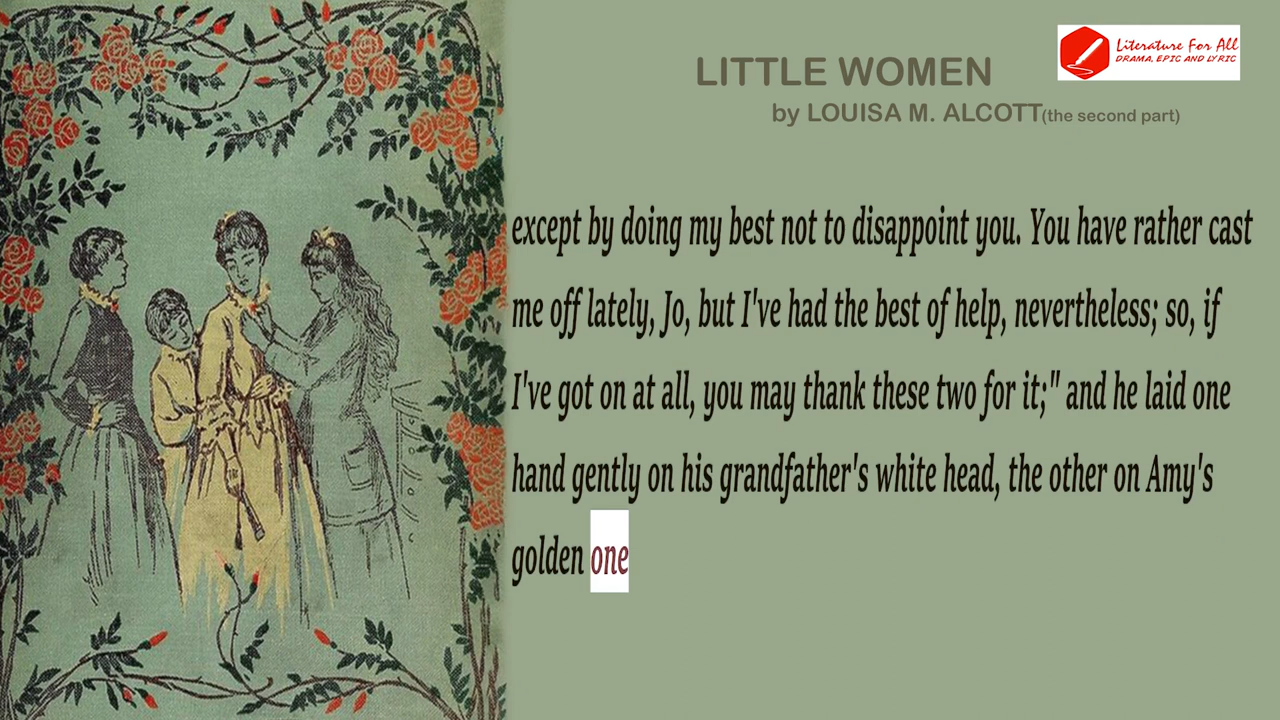 LITTLE WOMEN
by LOUISA M. ALCOTT(the second part)
Literature For All
DRAMA, EPIC AND LYRIC
except by doing my best not to disappoint you. You have rather cast
me off lately, Jo, but I've had the best of help, nevertheless; so, if
I've got on at all, you may thank these two for it;" and he laid one
hand gently on his grandfather's white head, the other on Amy's
golden one